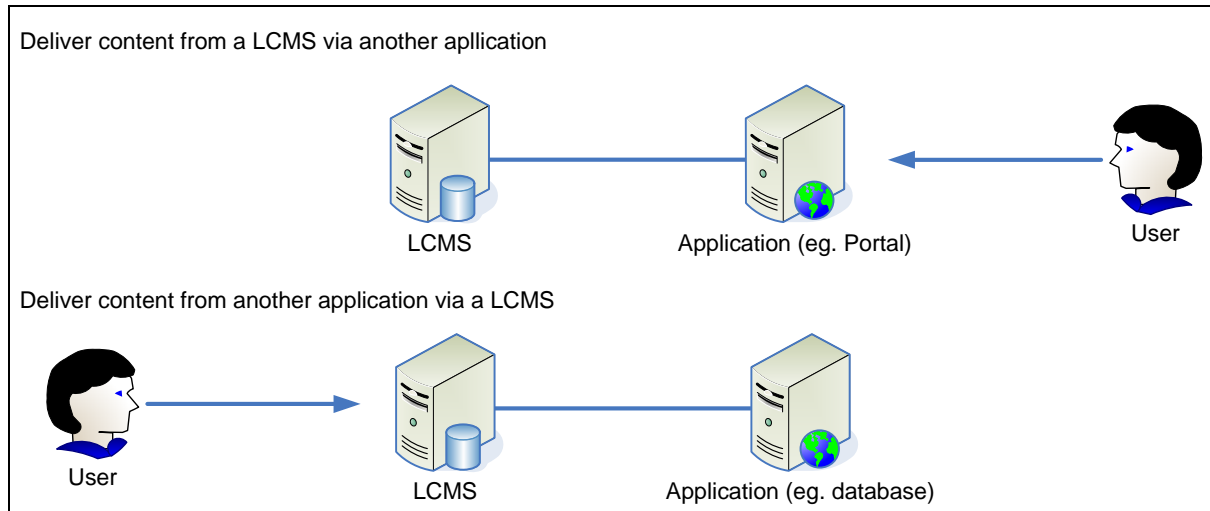 Deliver content from a LCMS via another apllication
LCMS
Application (eg. Portal)
User
Deliver content from another application via a LCMS
User
LCMS
Application (eg. database)